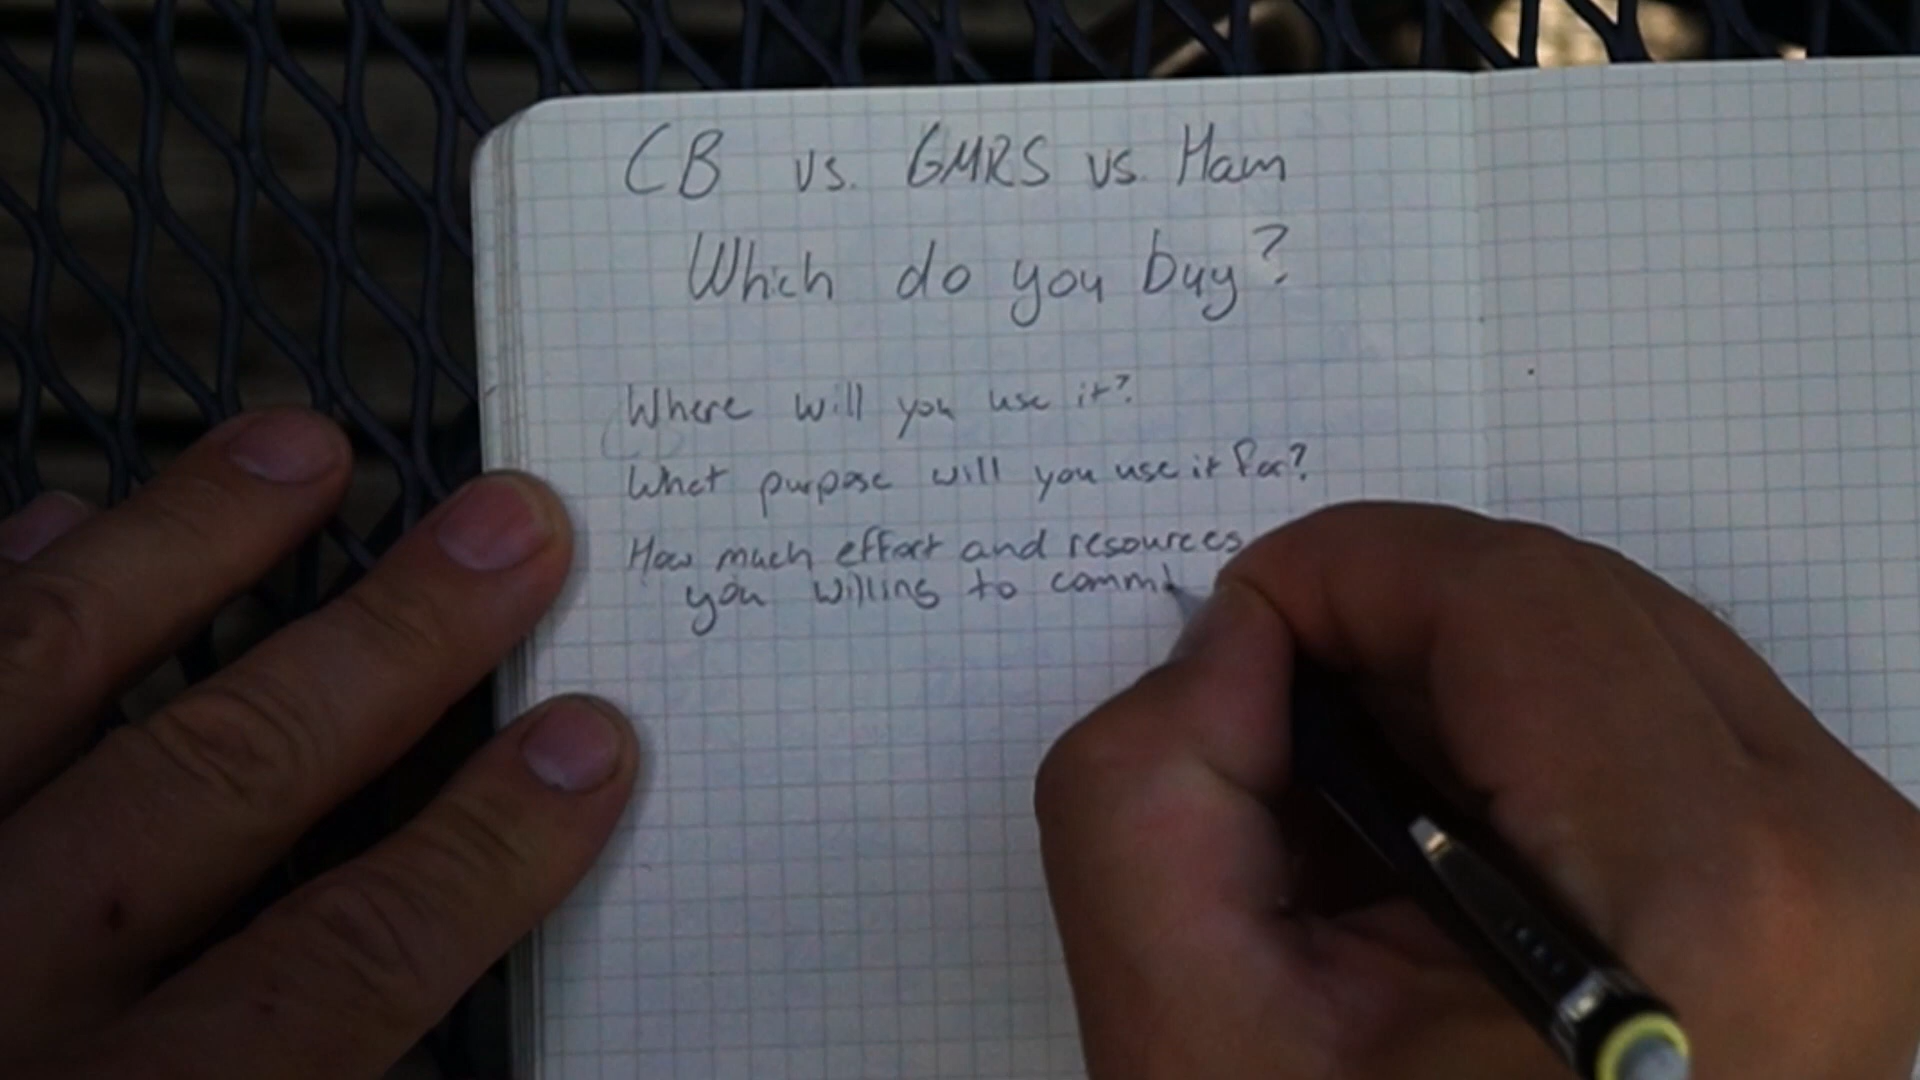 CB vs. GMRS vs. Ham
Which do you buy?
Where will you use it?
What purpose will you use it for?
How much effort and resources
you willing to commit